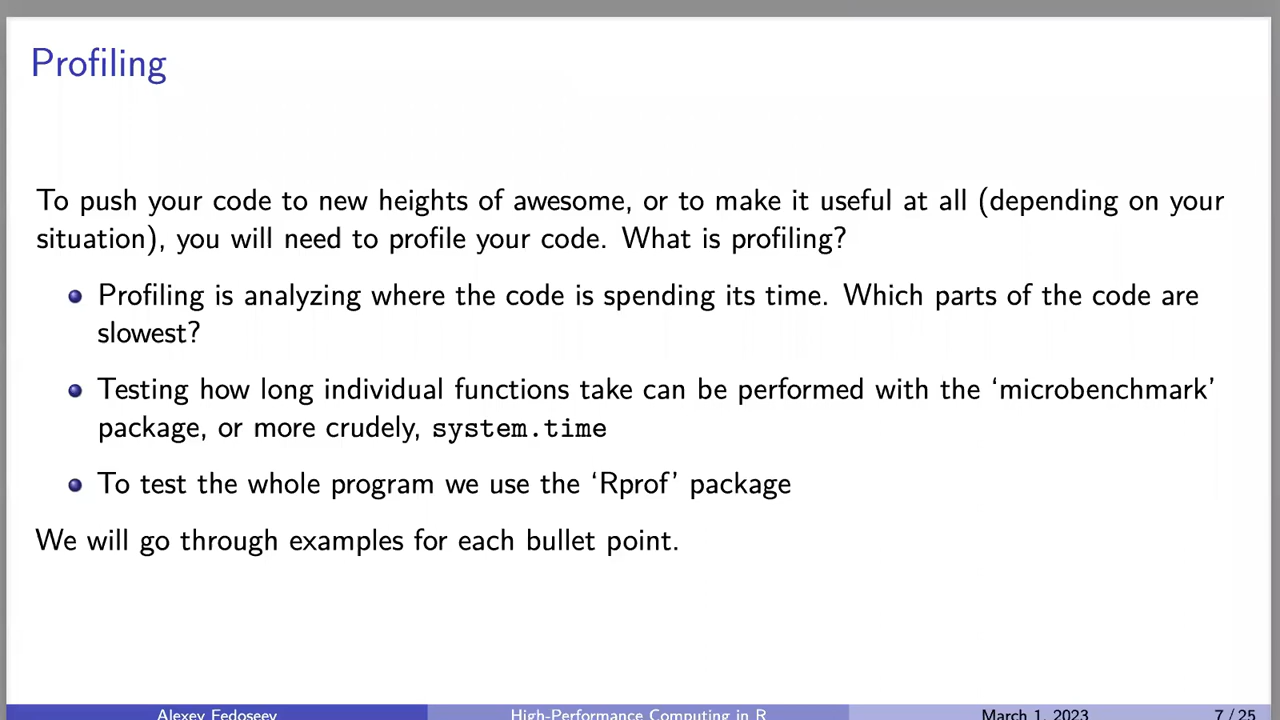 Profiling
To push your code to new heights of awesome, or to make it useful at all (depending on your
situation), you will need to profile your code. What is profiling?
Profiling is analyzing where the code is spending its time. Which parts of the code are
slowest?
Testing how long individual functions take can be performed with the ‘microbenchmark’
package, or more crudely, system.time
To test the whole program we use the ‘Rprof’ package
We will go through examples for each bullet point.
Alexey Fedoseev High-Performance Computing in R March 1, 2023 7 / 25